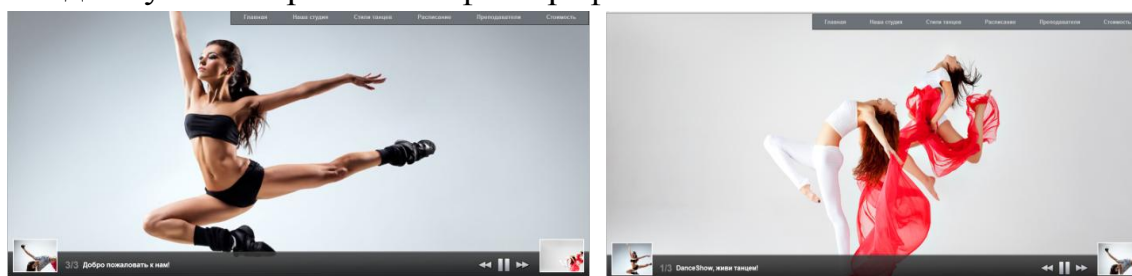 Главная Наша студия Стили танцев Расписание Преподаватели Стоимость
3/3 Добро пожаловать к нам!
Главная Наша студия Стили танцев Расписание Преподаватели Стоимость
1/3 DanceShow, живи танцем!